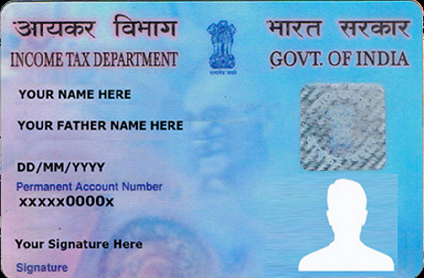 आयकर विभाग
INCOME TAX DEPARTMENT
भारत सरकार
GOVT. OF INDIA
YOUR NAME HERE
YOUR FATHER NAME HERE
DD/MM/YYYY
Permanent Account Number
xxxxx0000x
Your Signature Here
Signature